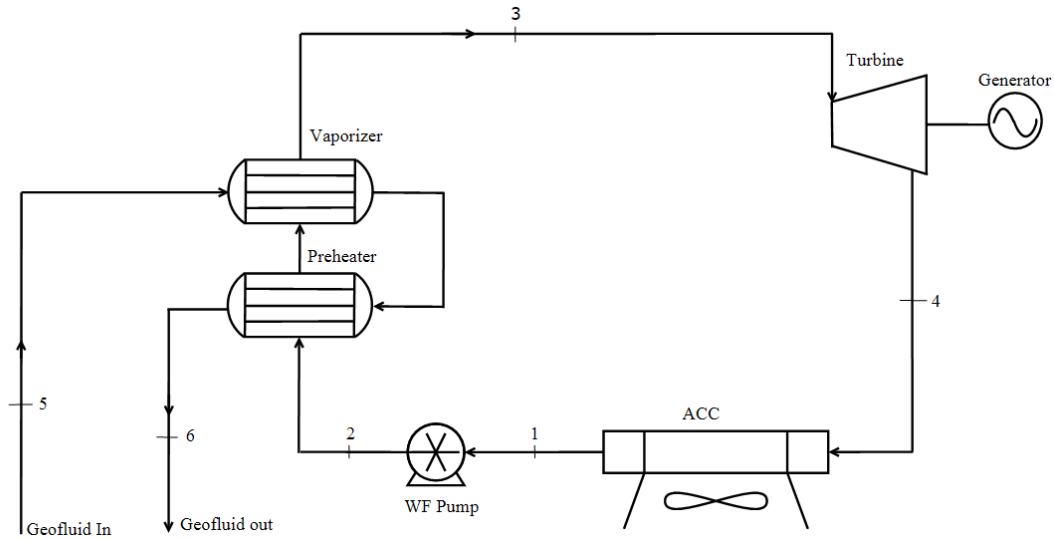 3
Turbine
Generator
Vaporizer
Preheater
4
5
6
2
1
ACC
WF Pump
Geofluid In
Geofluid out